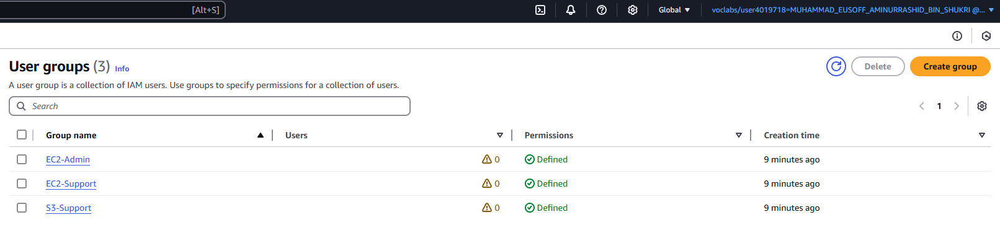 [Alt+S] Global voclabs/user4019718=MUHAMMAD_EUSOFF_AMINURRASHID_BIN_SHUKRI @...
User groups (3) Info
Delete Create group
A user group is a collection of IAM users. Use groups to specify permissions for a collection of users.
Search
1
Group name Users Permissions Creation time
EC2-Admin 0 Defined 9 minutes ago
EC2-Support 0 Defined 9 minutes ago
S3-Support 0 Defined 9 minutes ago